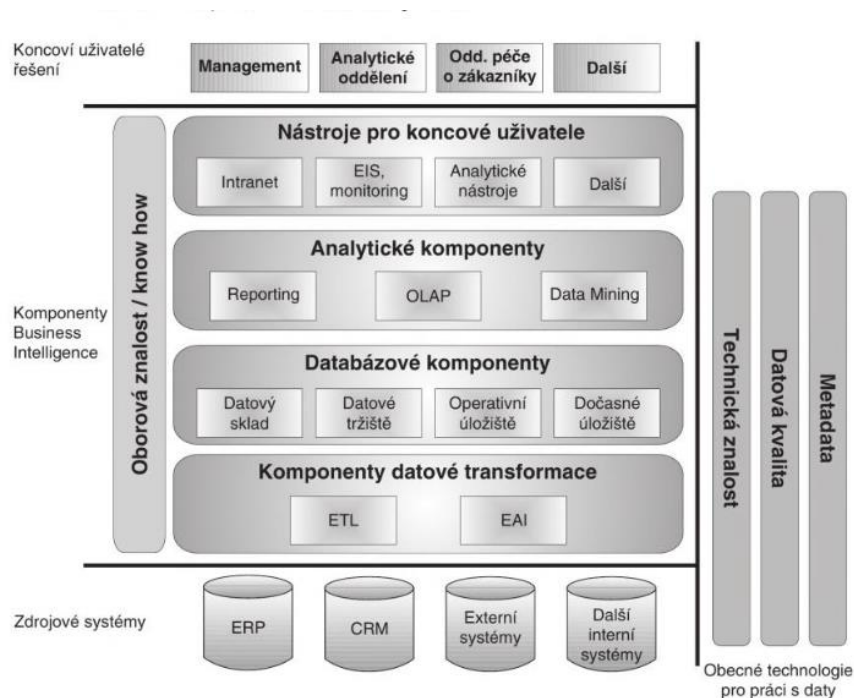 Koncoví uživatelé
řešení
Management
Analytické
oddělení
Odd. péče
o zákazníky
Další
Nástroje pro koncové uživatele
Intranet
EIS,
monitoring
Analytické
nástroje
Další
Analytické komponenty
Reporting
OLAP
Data Mining
Komponenty
Business
Intelligence
Oborová znalost / know how
Databázové komponenty
Datový
sklad
Datové
tržiště
Operativní
úložiště
Dočasné
úložiště
Komponenty datové transformace
ETL
EAI
Technická znalost
Datová kvalita
Metadata
Zdrojové systémy
ERP
CRM
Externí
systémy
Další
interní
systémy
Obecné technologie
pro práci s daty